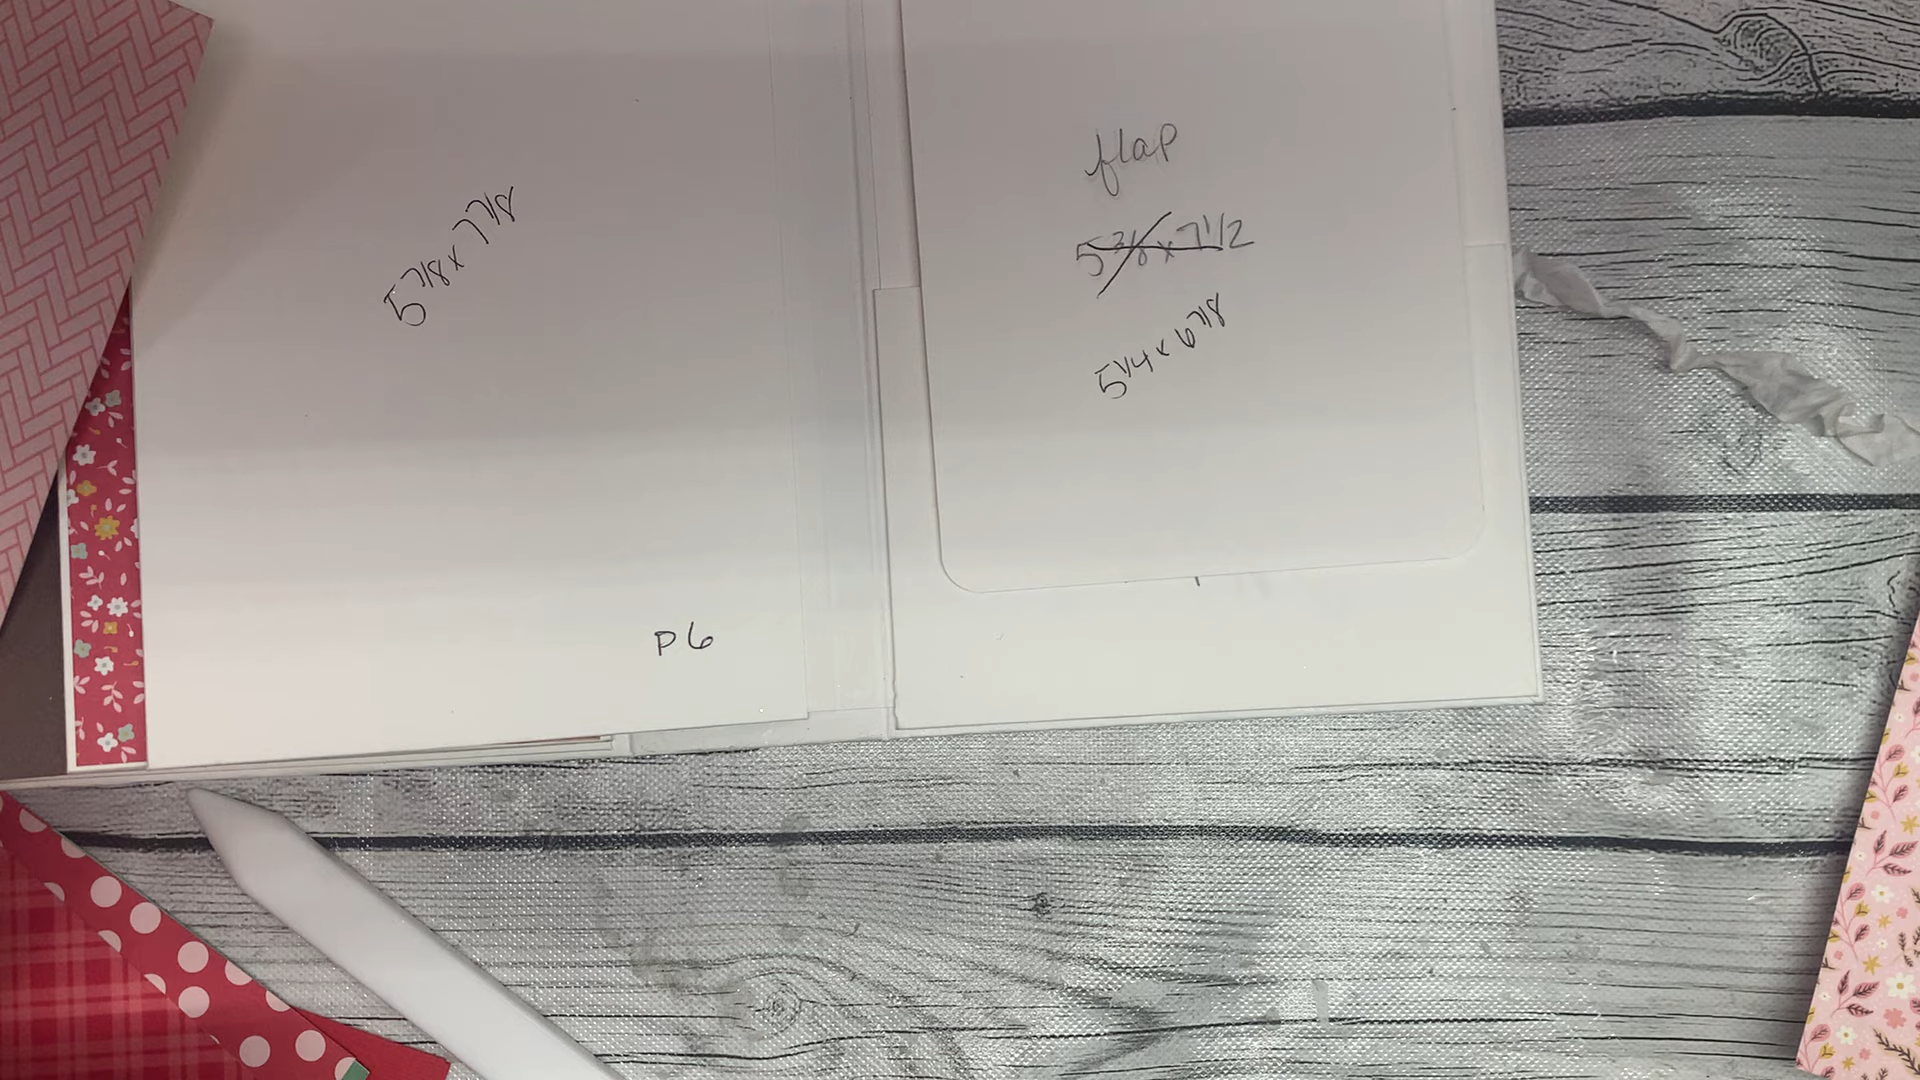 5 7/8 x 7 7/8
P6
flap
5 3/8 x 7 1/2
5 1/4 x 6 7/8